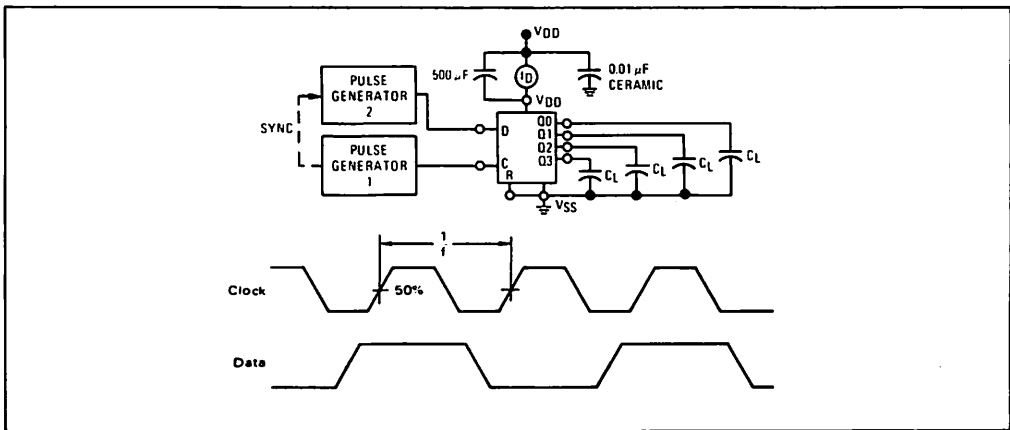 VDD
500 µF
ID
0.01 µF
CERAMIC
VDD
PULSE
GENERATOR
2
SYNC
PULSE
GENERATOR
1
D
C
R
Q0
Q1
Q2
Q3
CL
CL
CL
CL
VSS
1
f
Clock
50%
Data